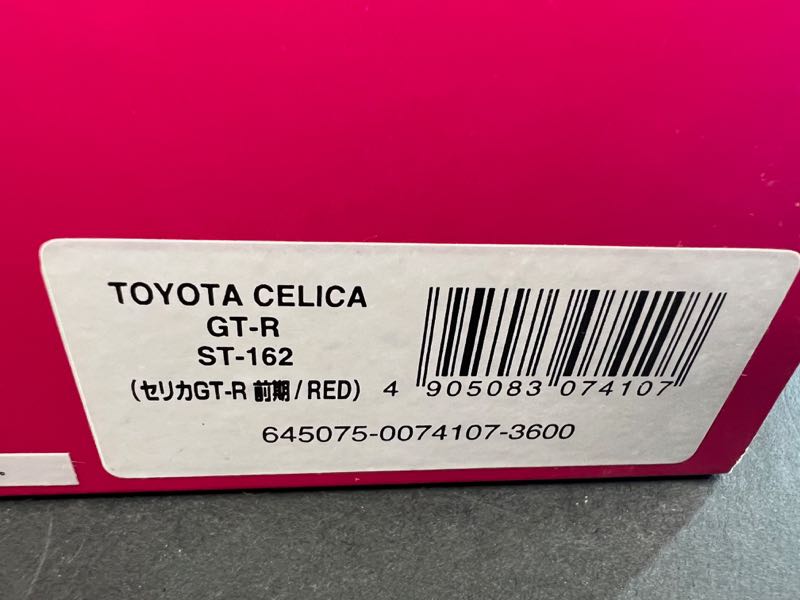 TOYOTA CELICA
GT-R
ST-162
(セリカGT-R 前期/RED)
4 905083 074107
645075-0074107-3600